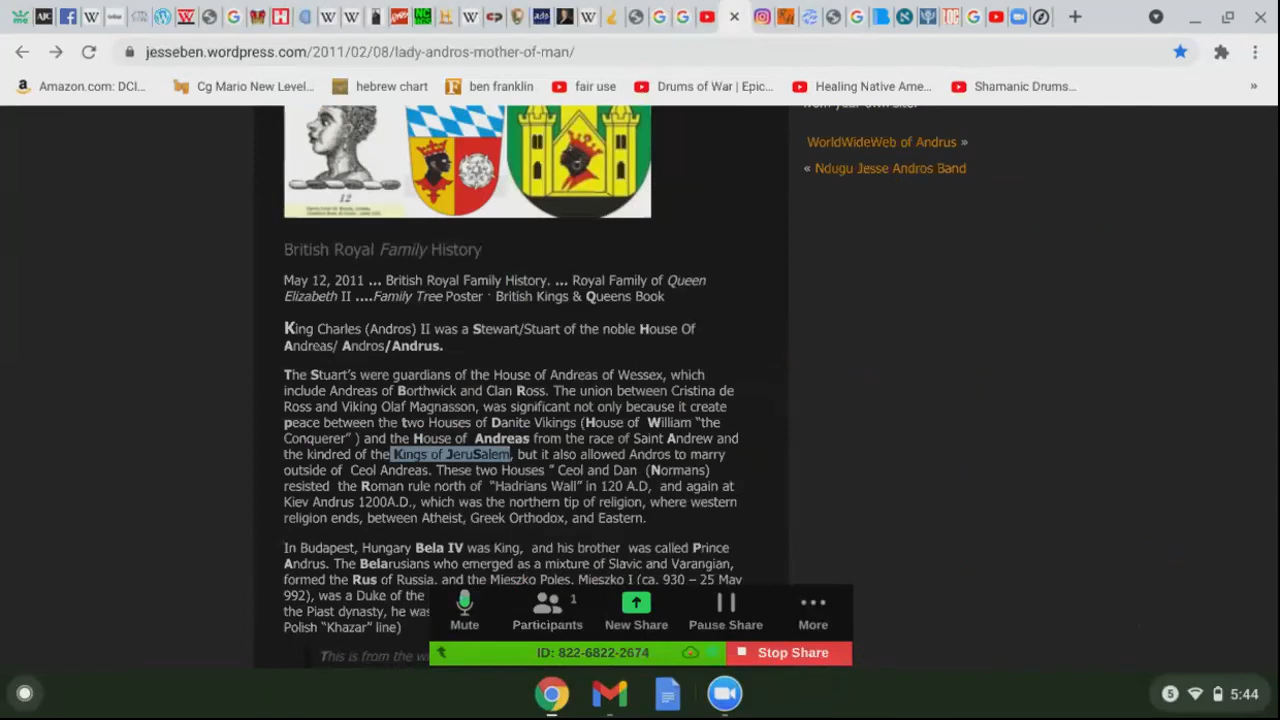 jesseben.wordpress.com/2011/02/08/lady-andros-mother-of-man/
Amazon.com: DCI...
Cg Mario New Level...
hebrew chart
ben franklin
fair use
Drums of War | Epic...
Healing Native Ame...
Shamanic Drums...
»
from your own site.
WorldWideWeb of Andrus »
« Ndugu Jesse Andros Band
12
British Royal Family History
May 12, 2011 ... British Royal Family History. ... Royal Family of Queen
Elizabeth II ....Family Tree Poster · British Kings & Queens Book
King Charles (Andros) II was a Stewart/Stuart of the noble House Of
Andreas/ Andros/Andrus.
The Stuart's were guardians of the House of Andreas of Wessex, which
include Andreas of Borthwick and Clan Ross. The union between Cristina de
Ross and Viking Olaf Magnasson, was significant not only because it create
peace between the two Houses of Danite Vikings (House of William "the
Conquerer" ) and the House of Andreas from the race of Saint Andrew and
the kindred of the Kings of JeruSalem, but it also allowed Andros to marry
outside of Ceol Andreas. These two Houses " Ceol and Dan (Normans)
resisted the Roman rule north of "Hadrians Wall" in 120 A.D, and again at
Kiev Andrus 1200A.D., which was the northern tip of religion, where western
religion ends, between Atheist, Greek Orthodox, and Eastern.
In Budapest, Hungary Bela IV was King, and his brother was called Prince
Andrus. The Belarusians who emerged as a mixture of Slavic and Varangian,
formed the Rus of Russia, and the Mieszko Poles. Mieszko I (ca. 930 – 25 May
992), was a Duke of the
the Piast dynasty, he was
Polish "Khazar" line)
This is from the w
Mute
Participants
1
New Share
Pause Share
More
ID: 822-6822-2674
Stop Share
5
5:44